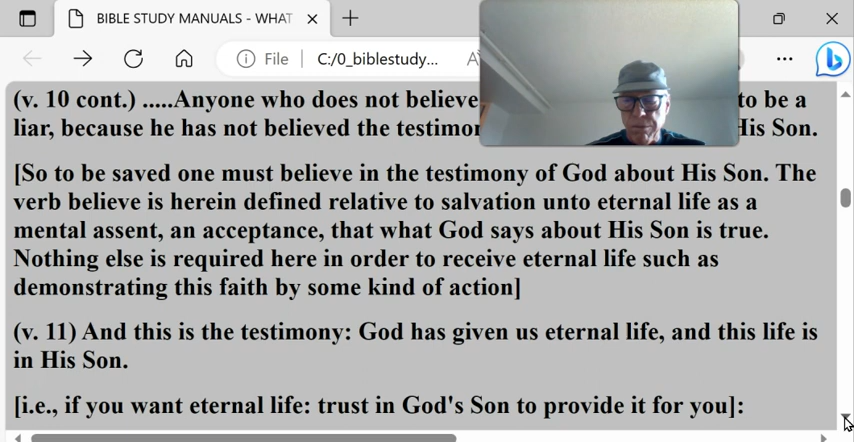 BIBLE STUDY MANUALS - WHAT
File
C:/0_biblestudy...
(v. 10 cont.) .....Anyone who does not believe to be a
liar, because he has not believed the testimo His Son.
[So to be saved one must believe in the testimony of God about His Son. The
verb believe is herein defined relative to salvation unto eternal life as a
mental assent, an acceptance, that what God says about His Son is true.
Nothing else is required here in order to receive eternal life such as
demonstrating this faith by some kind of action]
(v. 11) And this is the testimony: God has given us eternal life, and this life is
in His Son.
[i.e., if you want eternal life: trust in God's Son to provide it for you]: